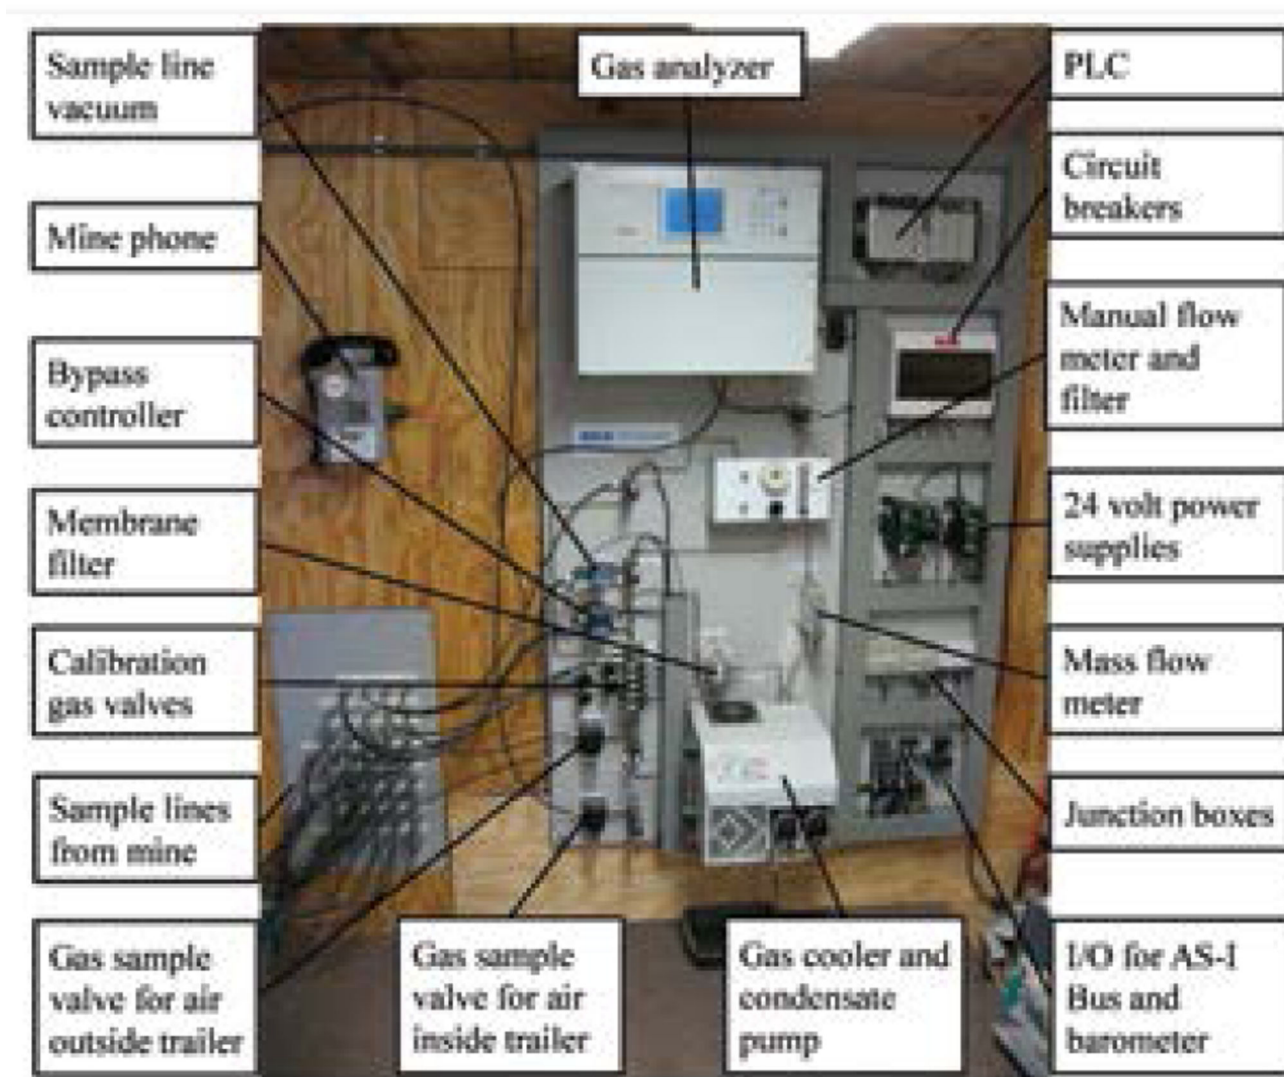 Sample line
vacuum
Mine phone
Bypass
controller
Membrane
filter
Calibration
gas valves
Sample lines
from mine
Gas sample
valve for air
outside trailer
Gas sample
valve for air
inside trailer
Gas cooler and
condensate
pump
Gas analyzer
PLC
Circuit
breakers
Manual flow
meter and
filter
24 volt power
supplies
Mass flow
meter
Junction boxes
I/O for AS-I
Bus and
barometer